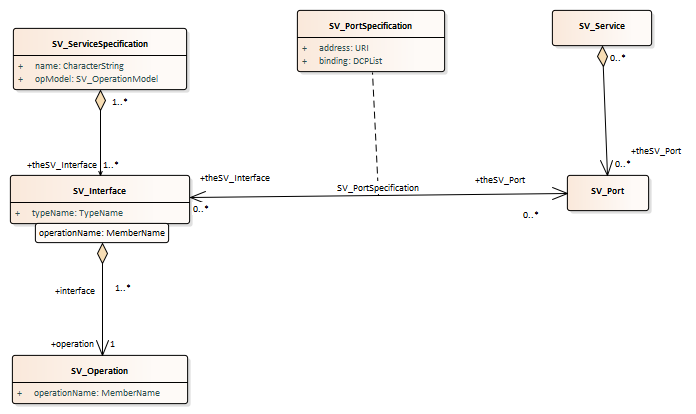 SV_ServiceSpecification
+ name: CharacterString
+ opModel: SV_OperationModel
SV_PortSpecification
+ address: URI
+ binding: DCPList
SV_Service
0..*
1..*
+theSV_Interface 1..*
+theSV_Port
0..*
SV_Interface
+ typeName: TypeName
operationName: MemberName
+theSV_Interface
0..*
SV_PortSpecification
+theSV_Port
0..*
SV_Port
1..*
+interface
+operation 1
SV_Operation
+ operationName: MemberName